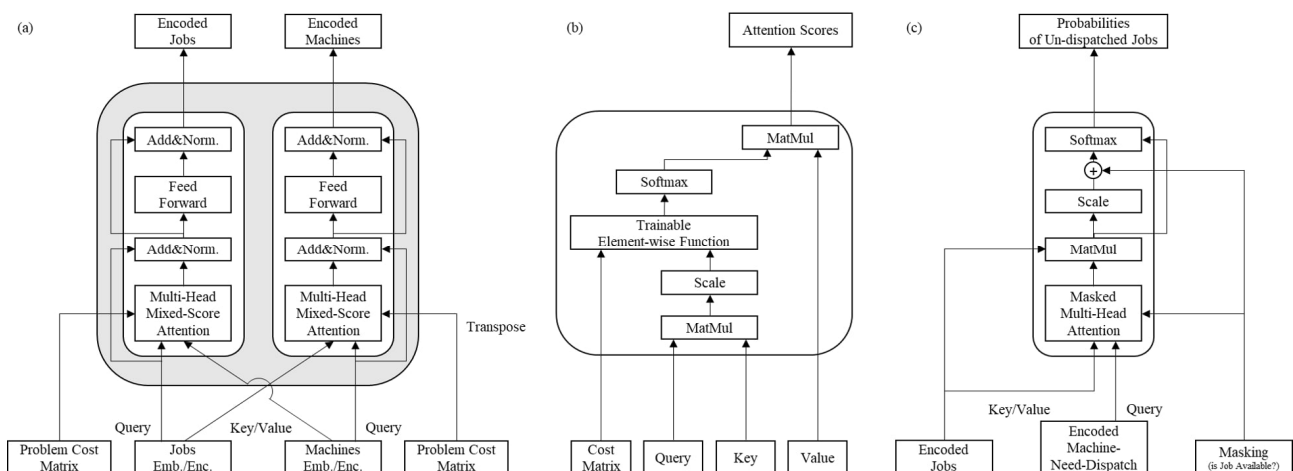 (a)
Encoded
Jobs
Encoded
Machines
Add&Norm.
Add&Norm.
Feed
Forward
Feed
Forward
Add&Norm.
Add&Norm.
Multi-Head
Mixed-Score
Attention
Multi-Head
Mixed-Score
Attention
Transpose
Query
Key/Value
Query
Problem Cost
Matrix
Jobs
Emb./Enc.
Machines
Emb./Enc.
Problem Cost
Matrix
(b)
Attention Scores
MatMul
Softmax
Trainable
Element-wise Function
Scale
MatMul
Cost
Matrix
Query
Key
Value
(c)
Probabilities
of Un-dispatched Jobs
Softmax
+
Scale
MatMul
Masked
Multi-Head
Attention
Key/Value
Query
Encoded
Jobs
Encoded
Machine-
Need-Dispatch
Masking
(is Job Available?)